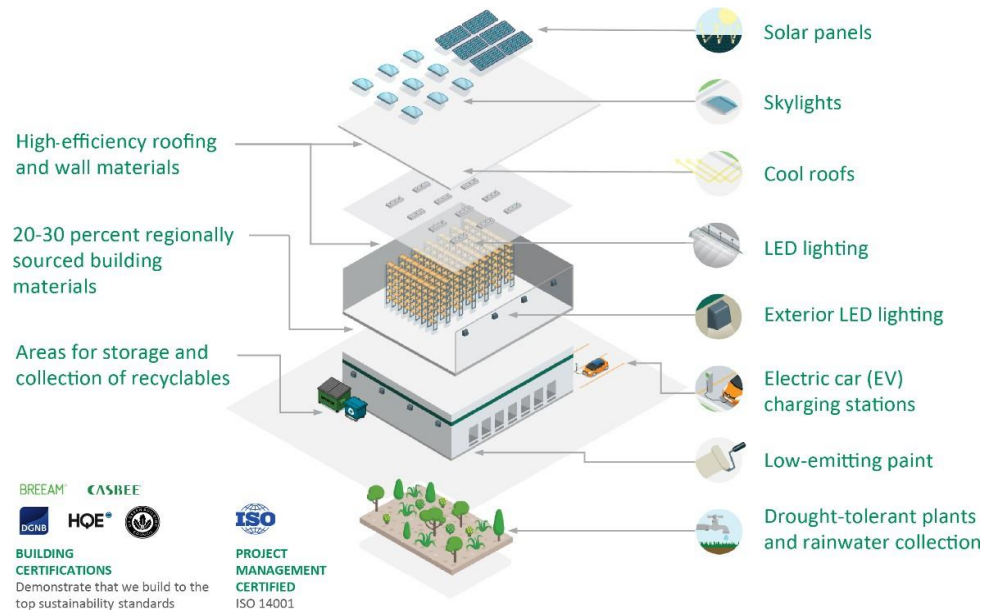 Solar panels
Skylights
High-efficiency roofing
and wall materials
Cool roofs
20-30 percent regionally
sourced building
materials
LED lighting
Exterior LED lighting
Areas for storage and
collection of recyclables
Electric car (EV)
charging stations
Low-emitting paint
Drought-tolerant plants
and rainwater collection
BREEAM
CASBEE
DGNB
HQE
ISO
BUILDING
CERTIFICATIONS
Demonstrate that we build to the
top sustainability standards
PROJECT
MANAGEMENT
CERTIFIED
ISO 14001